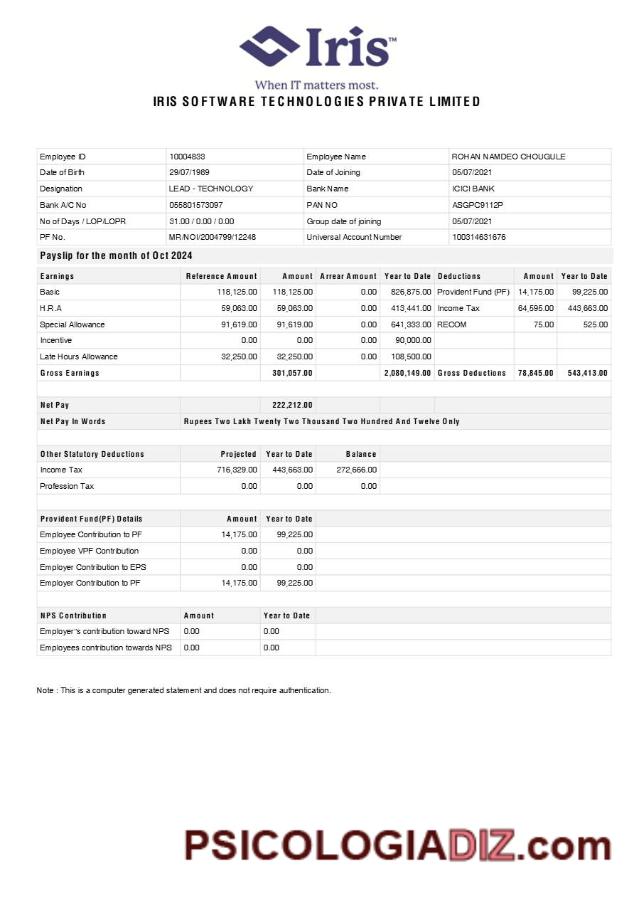 Iris™
When IT matters most.
IRIS SOFTWARE TECHNOLOGIES PRIVATE LIMITED
Employee ID 10004833 Employee Name ROHAN NAMDEO CHOUGULE
Date of Birth 29/07/1989 Date of Joining 05/07/2021
Designation LEAD - TECHNOLOGY Bank Name ICICI BANK
Bank A/C No 055801573097 PAN NO ASGPC9112P
No of Days / LOP/LOPR 31.00 / 0.00 / 0.00 Group date of joining 05/07/2021
PF No. MR/NOI/2004799/12248 Universal Account Number 100314631676
Payslip for the month of Oct 2024
Earnings Reference Amount Amount Arrear Amount Year to Date Deductions Amount Year to Date
Basic 118,125.00 118,125.00 0.00 826,875.00 Provident Fund (PF) 14,175.00 99,225.00
H.R.A 59,063.00 59,063.00 0.00 413,441.00 Income Tax 64,595.00 443,663.00
Special Allowance 91,619.00 91,619.00 0.00 641,333.00 RECOM 75.00 525.00
Incentive 0.00 0.00 0.00 90,000.00
Late Hours Allowance 32,250.00 32,250.00 0.00 108,500.00
Gross Earnings 301,057.00 2,080,149.00 Gross Deductions 78,845.00 543,413.00
Net Pay 222,212.00
Net Pay In Words Rupees Two Lakh Twenty Two Thousand Two Hundred And Twelve Only
Other Statutory Deductions Projected Year to Date Balance
Income Tax 716,329.00 443,663.00 272,666.00
Profession Tax 0.00 0.00 0.00
Provident Fund(PF) Details Amount Year to Date
Employee Contribution to PF 14,175.00 99,225.00
Employee VPF Contribution 0.00 0.00
Employer Contribution to EPS 0.00 0.00
Employer Contribution to PF 14,175.00 99,225.00
NPS Contribution Amount Year to Date
Employer's contribution toward NPS 0.00 0.00
Employees contribution towards NPS 0.00 0.00
Note : This is a computer generated statement and does not require authentication.
PSICOLOGIADIZ.com